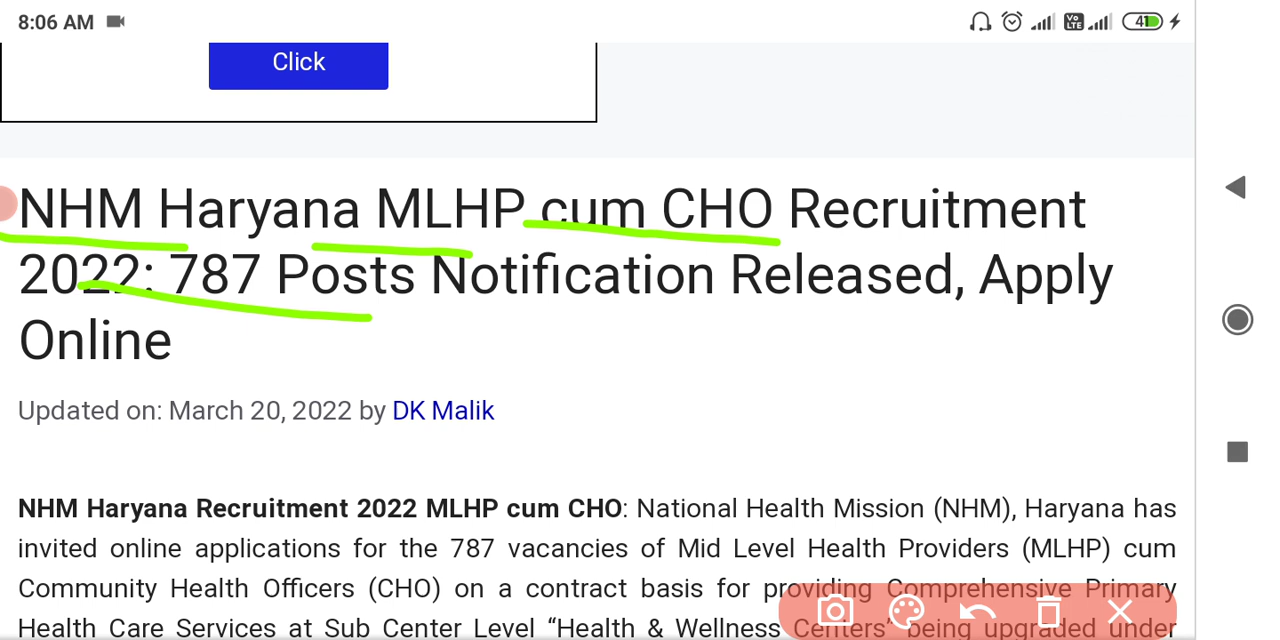 8:06 AM
Vo LTE
41
Click
NHM Haryana MLHP cum CHO Recruitment
2022: 787 Posts Notification Released, Apply
Online
Updated on: March 20, 2022 by DK Malik
NHM Haryana Recruitment 2022 MLHP cum CHO: National Health Mission (NHM), Haryana has
invited online applications for the 787 vacancies of Mid Level Health Providers (MLHP) cum
Community Health Officers (CHO) on a contract basis for providing Comprehensive Primary
Health Care Services at Sub Center Level “Health & Wellness Centers” being upgraded under